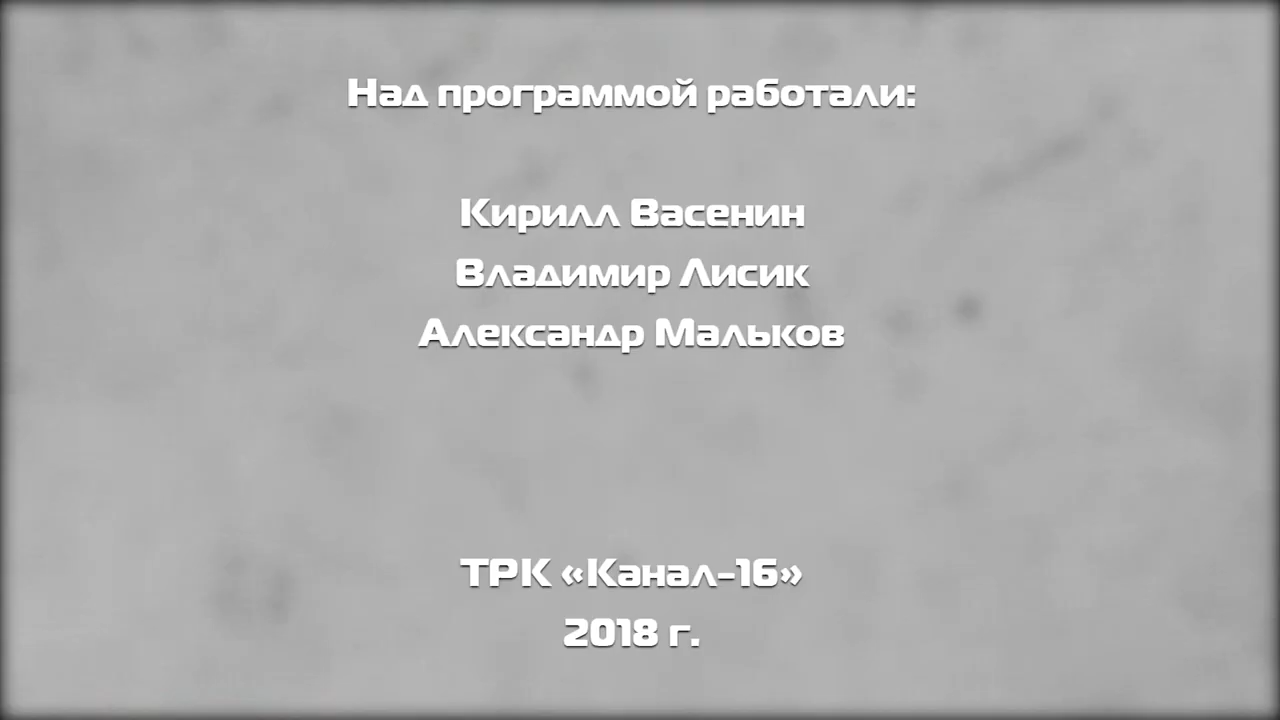 Над программой работали:
Кирилл Васенин
Владимир Лисик
Александр Мальков
ТРК «Канал-16»
2018 г.